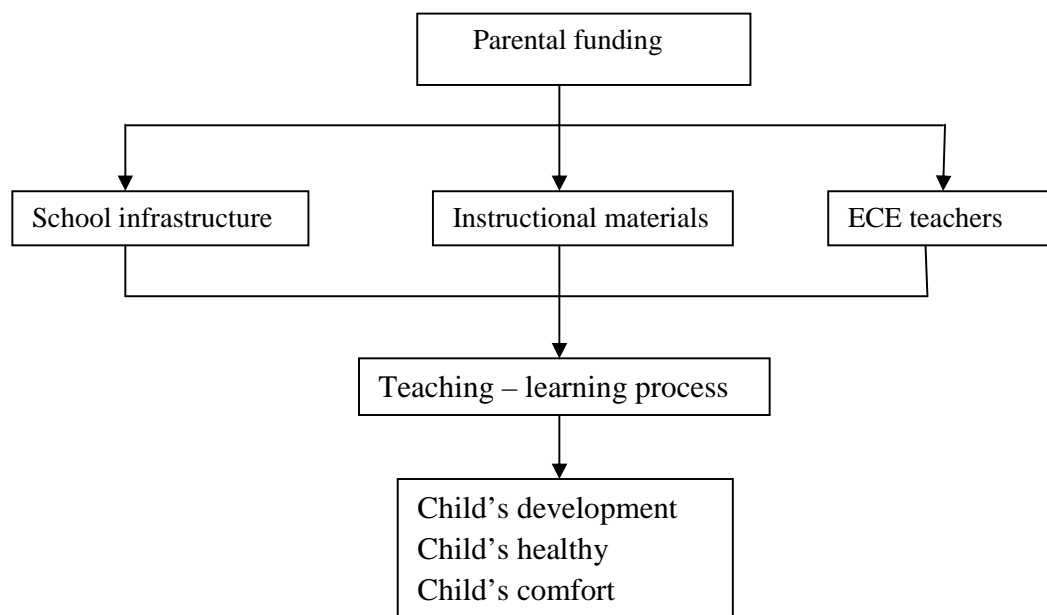 Parental funding
School infrastructure
Instructional materials
ECE teachers
Teaching – learning process
Child’s development
Child’s healthy
Child’s comfort